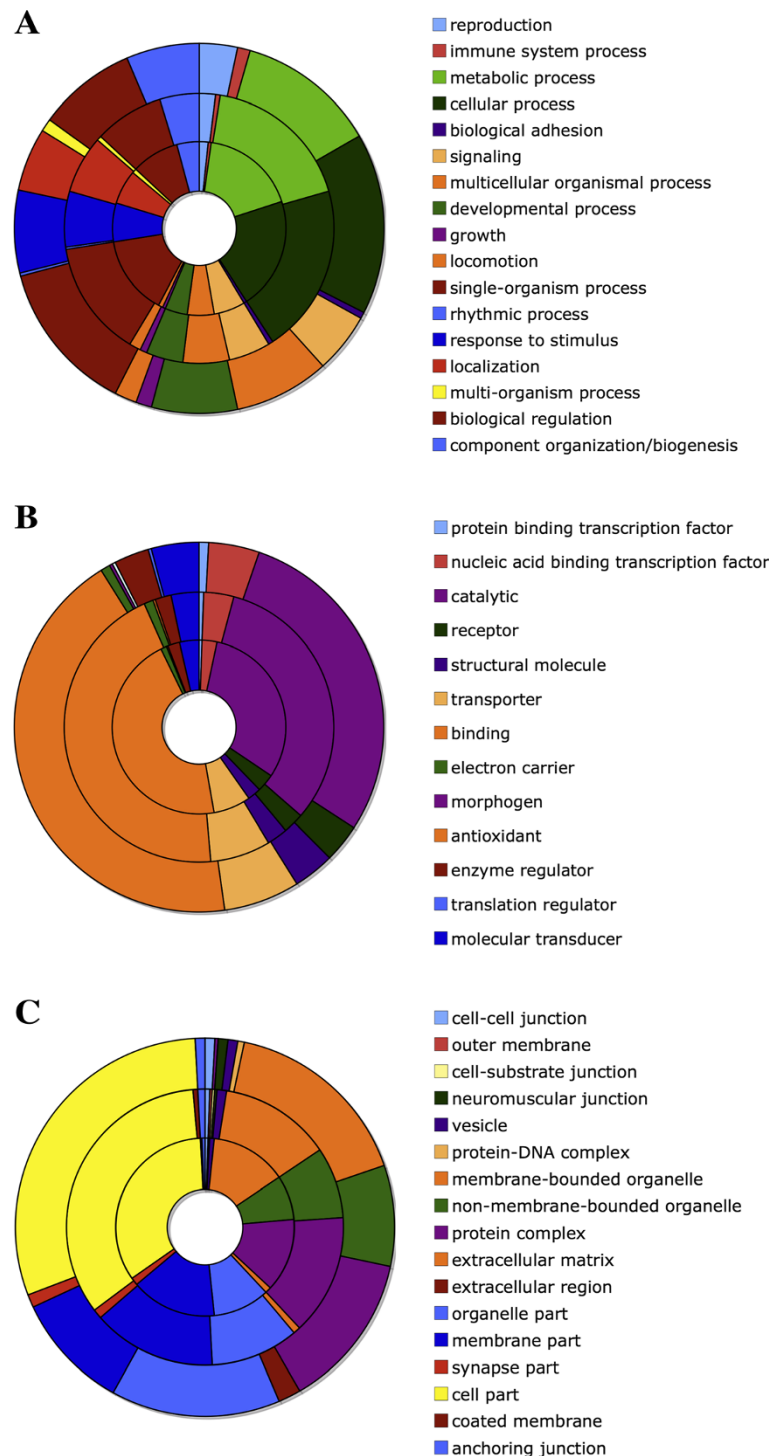 A
reproduction
immune system process
metabolic process
cellular process
biological adhesion
signaling
multicellular organismal process
developmental process
growth
locomotion
single-organism process
rhythmic process
response to stimulus
localization
multi-organism process
biological regulation
component organization/biogenesis
B
protein binding transcription factor
nucleic acid binding transcription factor
catalytic
receptor
structural molecule
transporter
binding
electron carrier
morphogen
antioxidant
enzyme regulator
translation regulator
molecular transducer
C
cell-cell junction
outer membrane
cell-substrate junction
neuromuscular junction
vesicle
protein-DNA complex
membrane-bounded organelle
non-membrane-bounded organelle
protein complex
extracellular matrix
extracellular region
organelle part
membrane part
synapse part
cell part
coated membrane
anchoring junction